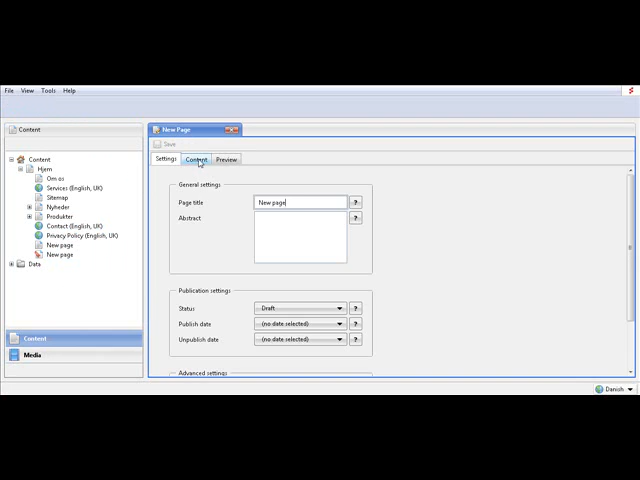 File View Tools Help
Content
New Page
Save
Settings Content Preview
Content
Hjem
Om os
Services (English, UK)
Sitemap
Nyheder
Produkter
Contact (English, UK)
Privacy Policy (English, UK)
New page
New page
Data
General settings
Page title New page ?
Abstract ?
Publication settings
Status Draft ?
Publish date (no date selected) ?
Unpublish date (no date selected) ?
Advanced settings
Content
Media
Danish